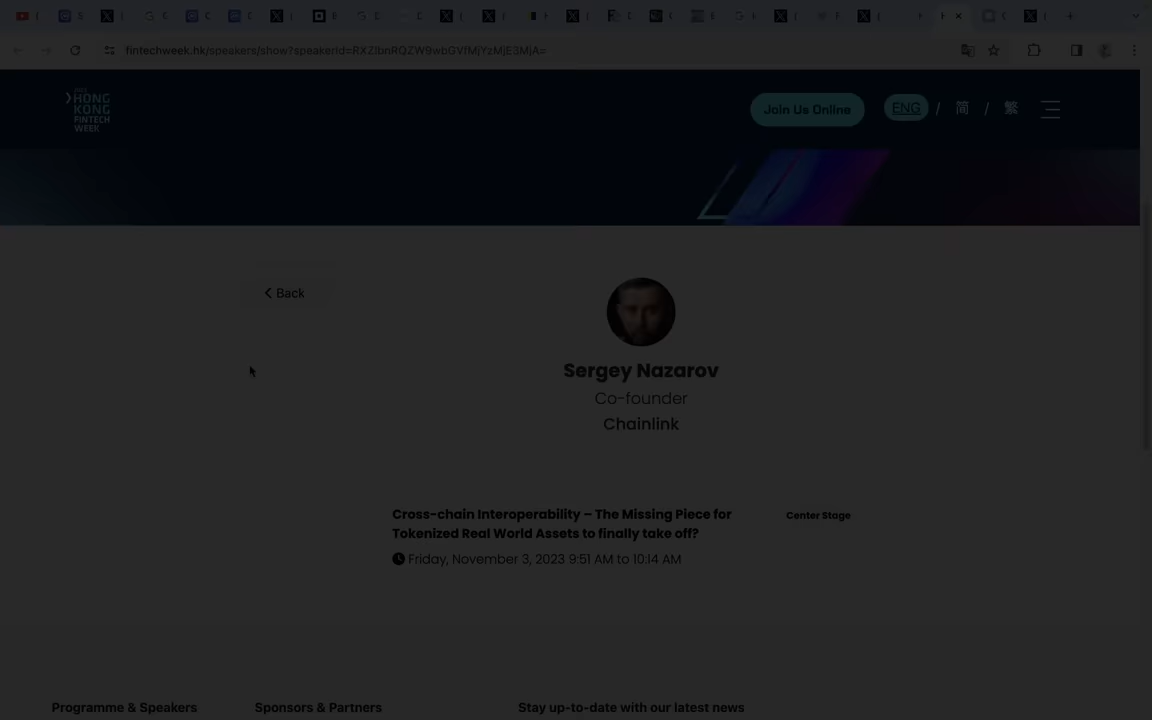 fintechweek.hk/speakers/show?speakerId=RXZlbnRQZW9wbGVfMjYzMjE3MjA=
HONG
KONG
FINTECH
WEEK
Join Us Online
ENG / 简 / 繁
Back
Sergey Nazarov
Co-founder
Chainlink
Cross-chain Interoperability – The Missing Piece for
Tokenized Real World Assets to finally take off?
Center Stage
Friday, November 3, 2023 9:51 AM to 10:14 AM
Programme & Speakers
Sponsors & Partners
Stay up-to-date with our latest news